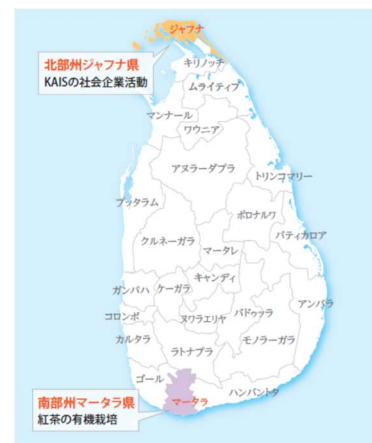 ジャフナ
北部州ジャフナ県
KAISの社会企業活動
キリノッチ
ムライティブ
マンナール
ワウニア
アヌラーダプラ
トリンコマリー
プッタラム
ポロナルワ
バティカロア
クルネーガラ
マータレ
キャンディ
ガンパハ
ケーガラ
アンパラ
コロンボ
ヌワラエリヤ
バドゥッラ
カルタラ
モノラーガラ
ラトナプラ
ゴール
ハンバントタ
南部州マータラ県
紅茶の有機栽培
マータラ